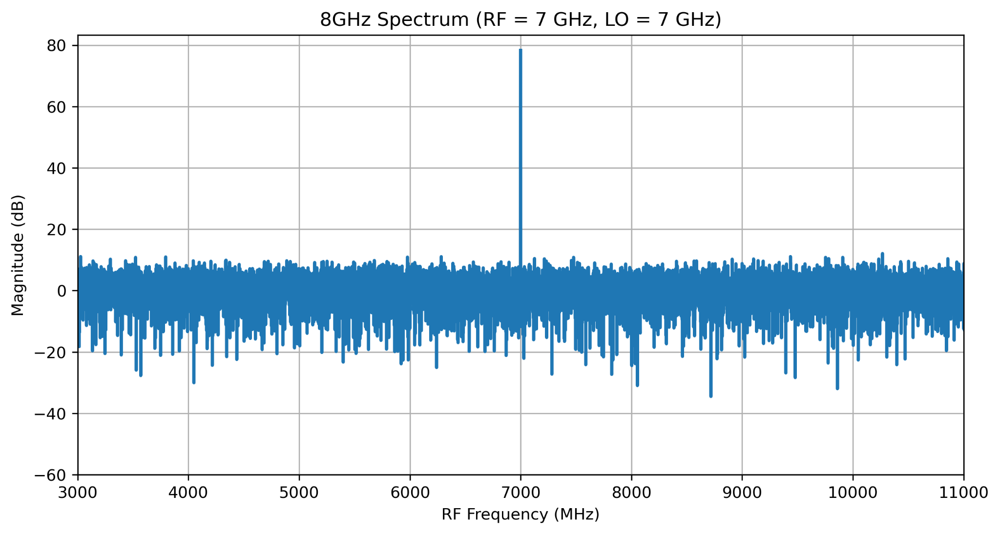 8GHz Spectrum (RF = 7 GHz, LO = 7 GHz)
80
60
40
20
0
−20
−40
−60
Magnitude (dB)
3000 4000 5000 6000 7000 8000 9000 10000 11000
RF Frequency (MHz)